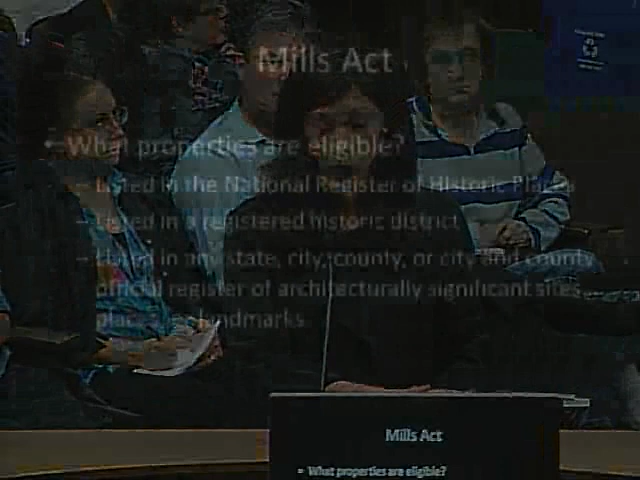 Mills Act
• What properties are eligible?
– Listed in the National Register of Historic Places
– Listed in a registered historic district
– Listed in any state, city, county, or city and county
official register of architecturally significant sites
places landmarks
Mills Act
• What properties are eligible?